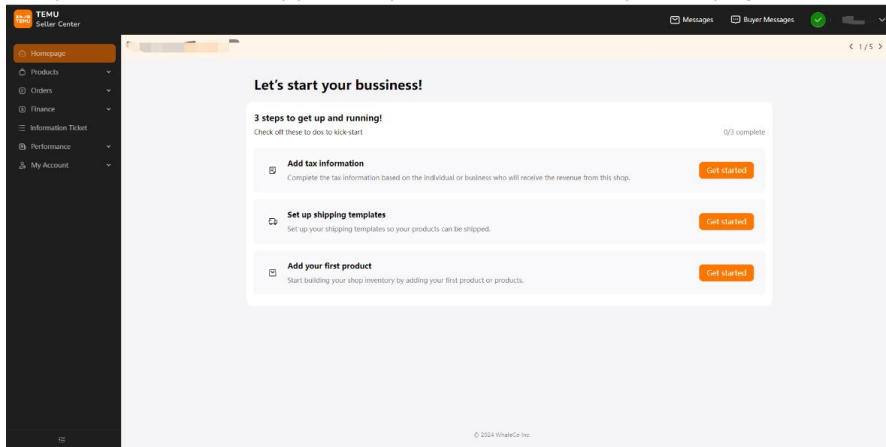 TEMU
Seller Center
Messages
Buyer Messages
Homepage
1 / 5
Products
Orders
Finance
Information Ticket
Performance
My Account
Let's start your bussiness!
3 steps to get up and running!
Check off these to dos to kick-start
0/3 complete
Add tax information
Complete the tax information based on the individual or business who will receive the revenue from this shop.
Get started
Set up shipping templates
Set up your shipping templates so your products can be shipped.
Get started
Add your first product
Start building your shop inventory by adding your first product or products.
Get started
© 2024 WhaleCo Inc.